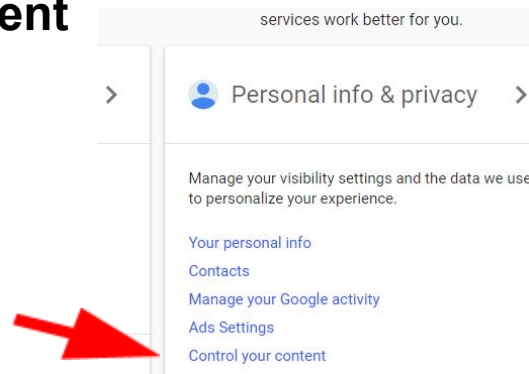 ent
services work better for you.
Personal info & privacy
Manage your visibility settings and the data we use
to personalize your experience.
Your personal info
Contacts
Manage your Google activity
Ads Settings
Control your content